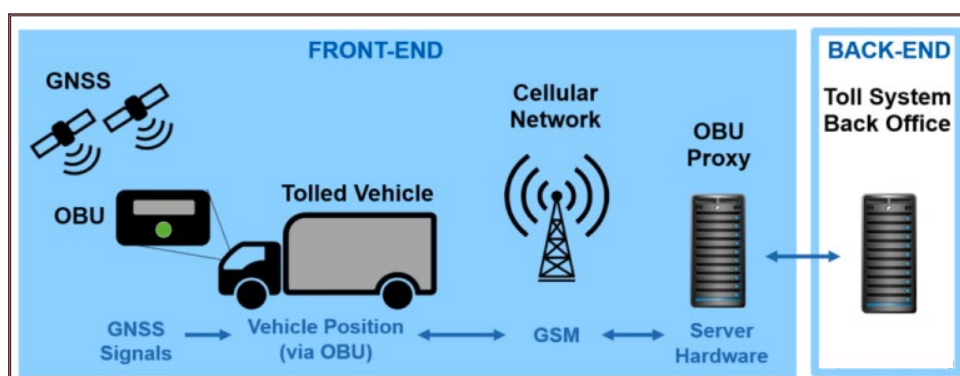 FRONT-END
BACK-END
GNSS
Cellular
Network
OBU
Proxy
Toll System
Back Office
OBU
Tolled Vehicle
GNSS
Signals
Vehicle Position
(via OBU)
GSM
Server
Hardware